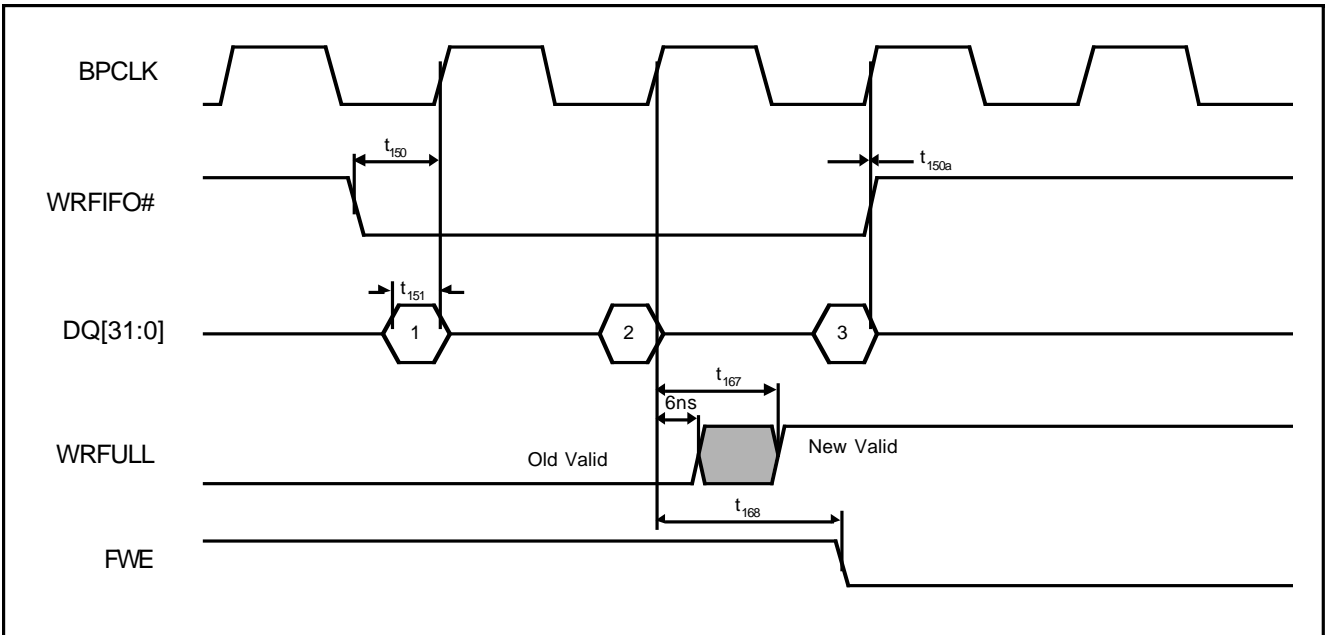 BPCLK
t150
t150a
WRFIFO#
t151
DQ[31:0]
1
2
3
t167
6ns
WRFULL
Old Valid
New Valid
t168
FWE